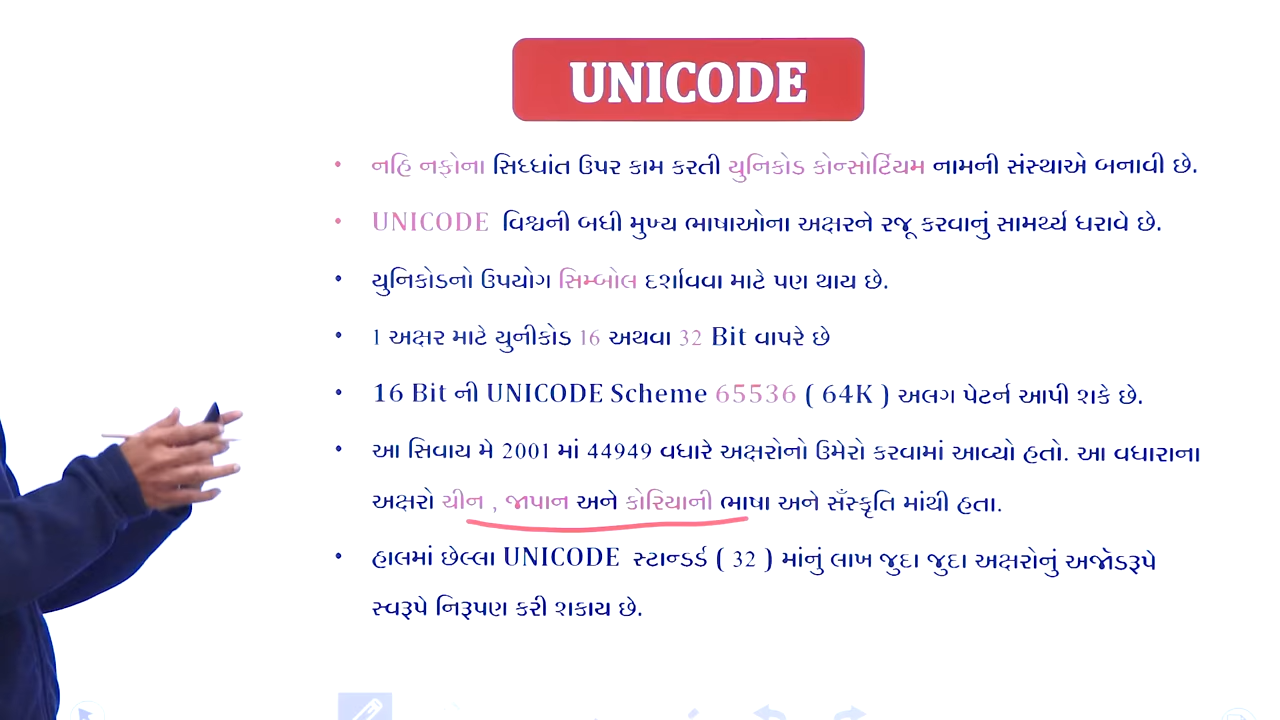 UNICODE
• નહિ નફોના સિધ્ધાંત ઉપર કામ કરતી યુનિકોડ કોન્સોર્ટિયમ નામની સંસ્થાએ બનાવી છે.
• UNICODE વિશ્વની બધી મુખ્ય ભાષાઓના અક્ષરને રજૂ કરવાનું સામર્થ્ય ધરાવે છે.
• યુનિકોડનો ઉપયોગ સિમ્બોલ દર્શાવવા માટે પણ થાય છે.
• 1 અક્ષર માટે યુનીકોડ 16 અથવા 32 Bit વાપરે છે
• 16 Bit ની UNICODE Scheme 65536 ( 64K ) અલગ પેટર્ન આપી શકે છે.
• આ સિવાય મે 2001 માં 44949 વધારે અક્ષરોનો ઉમેરો કરવામાં આવ્યો હતો. આ વધારાના
અક્ષરો ચીન , જાપાન અને કોરિયાની ભાષા અને સઁસ્કૃતિ માંથી હતા.
• હાલમાં છેલ્લા UNICODE સ્ટાન્ડર્ડ ( 32 ) માંનું લાખ જુદા જુદા અક્ષરોનું અજૉડરૂપે
સ્વરૂપે નિરૂપણ કરી શકાય છે.